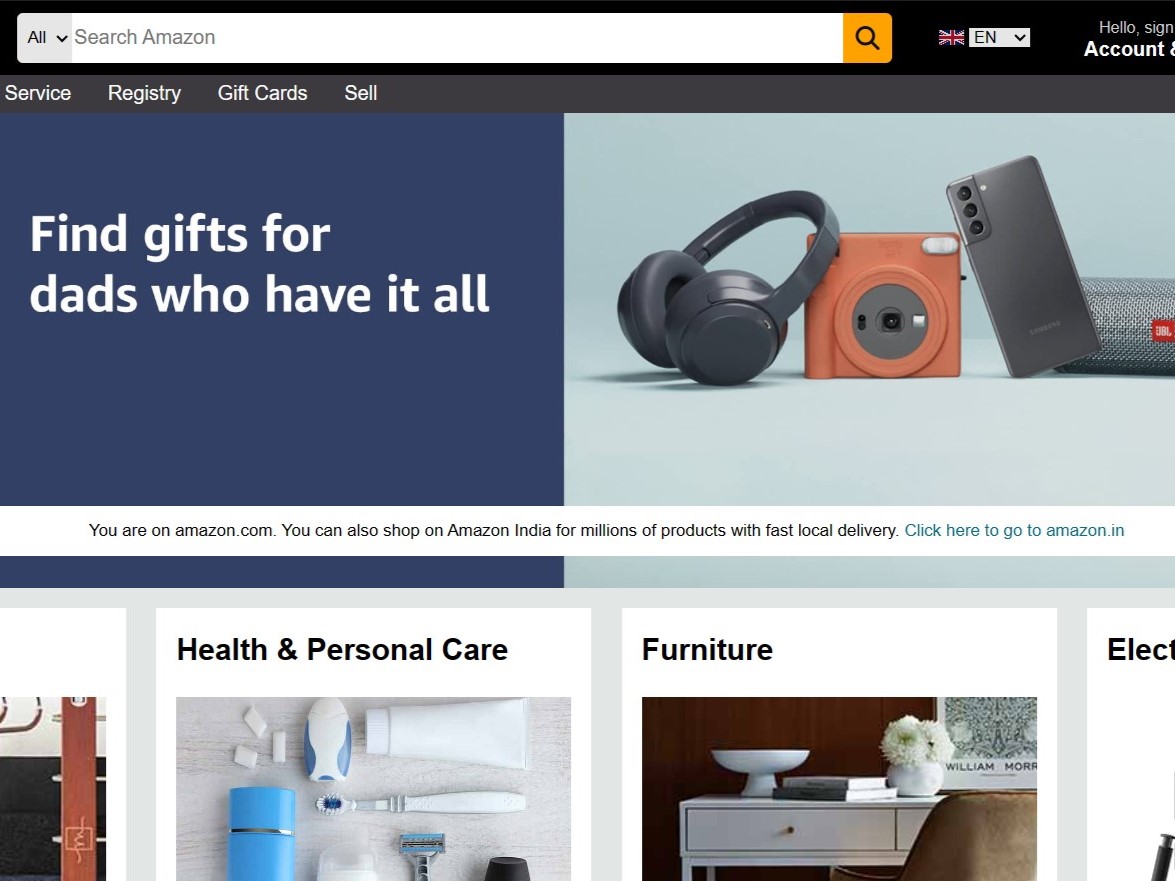 All Search Amazon EN Hello, sign
Account &
Service Registry Gift Cards Sell
Find gifts for
dads who have it all
SAMSUNG
JBL
You are on amazon.com. You can also shop on Amazon India for millions of products with fast local delivery. Click here to go to amazon.in
Health & Personal Care Furniture Elect
WILLIAM MORR